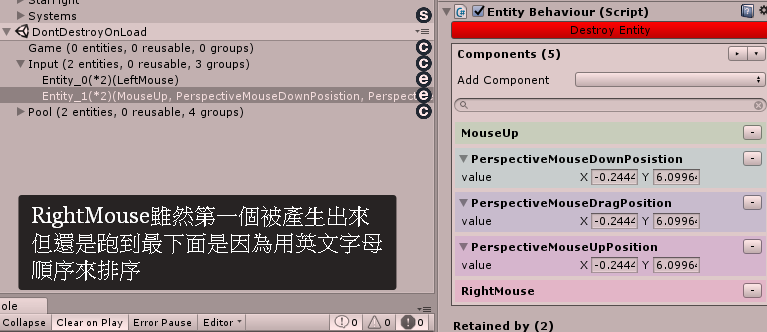 StartRight
Systems
S
DontDestroyOnLoad
Game (0 entities, 0 reusable, 0 groups)
C
Input (2 entities, 0 reusable, 3 groups)
C
Entity_0(*2)(LeftMouse)
e
Entity_1(*2)(MouseUp, PerspectiveMouseDownPosistion, Perspect
e
Pool (2 entities, 0 reusable, 4 groups)
C
RightMouse雖然第一個被產生出來
但還是跑到最下面是因為用英文字母
順序來排序
ole
Collapse Clear on Play Error Pause Editor 0 0 0
Entity Behaviour (Script)
Destroy Entity
Components (5)
Add Component
MouseUp
PerspectiveMouseDownPosistion
value X -0.2444 Y 6.0996
PerspectiveMouseDragPosition
value X -0.2444 Y 6.0996
PerspectiveMouseUpPosition
value X -0.2444 Y 6.0996
RightMouse
Retained by (2)